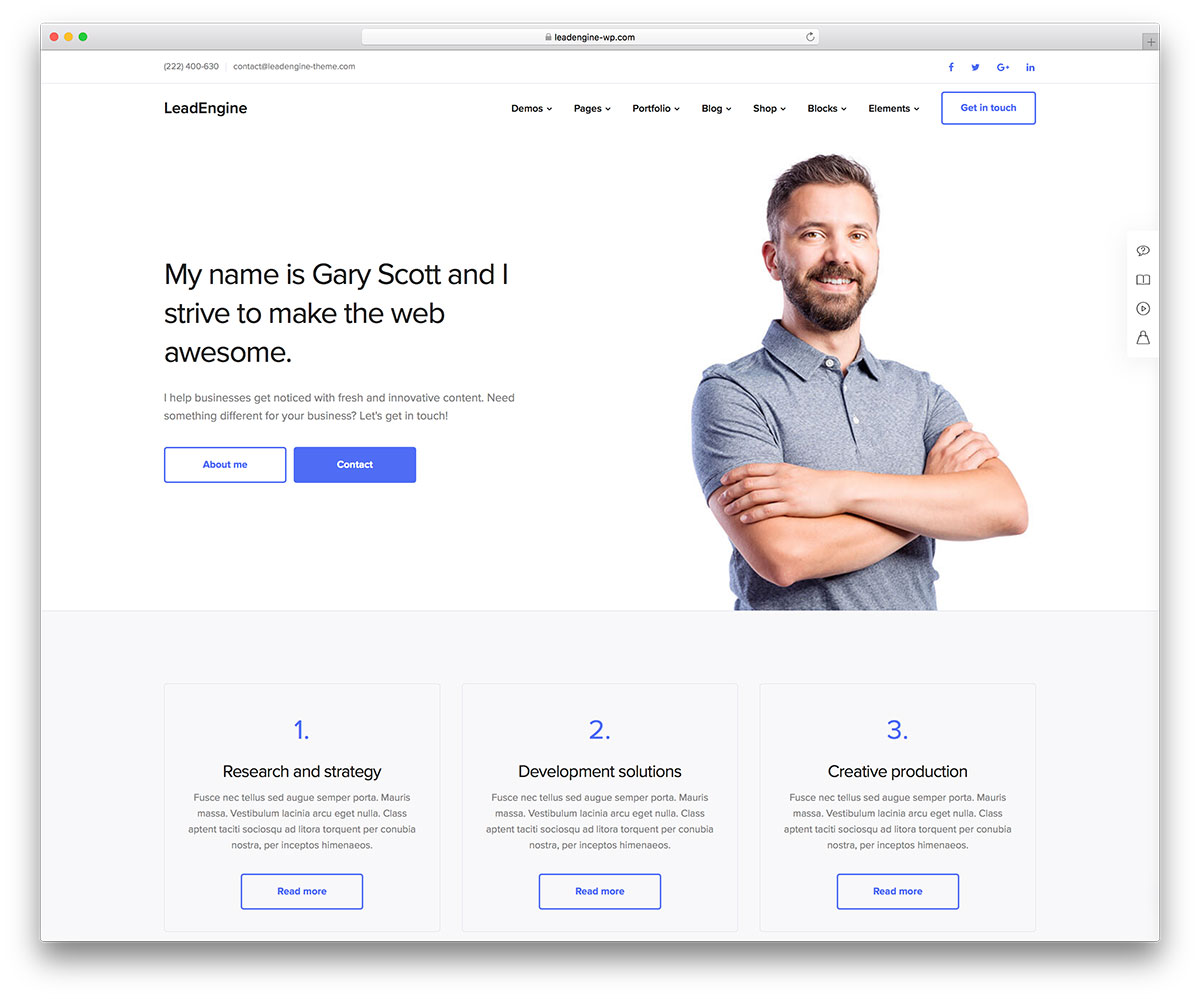 leadengine-wp.com
(222) 400-630 contact@leadengine-theme.com
LeadEngine
Demos Pages Portfolio Blog Shop Blocks Elements Get in touch
My name is Gary Scott and I
strive to make the web
awesome.
I help businesses get noticed with fresh and innovative content. Need
something different for your business? Let's get in touch!
About me Contact
1.
Research and strategy
Fusce nec tellus sed augue semper porta. Mauris
massa. Vestibulum lacinia arcu eget nulla. Class
aptent taciti sociosqu ad litora torquent per conubia
nostra, per inceptos himenaeos.
Read more
2.
Development solutions
Fusce nec tellus sed augue semper porta. Mauris
massa. Vestibulum lacinia arcu eget nulla. Class
aptent taciti sociosqu ad litora torquent per conubia
nostra, per inceptos himenaeos.
Read more
3.
Creative production
Fusce nec tellus sed augue semper porta. Mauris
massa. Vestibulum lacinia arcu eget nulla. Class
aptent taciti sociosqu ad litora torquent per conubia
nostra, per inceptos himenaeos.
Read more